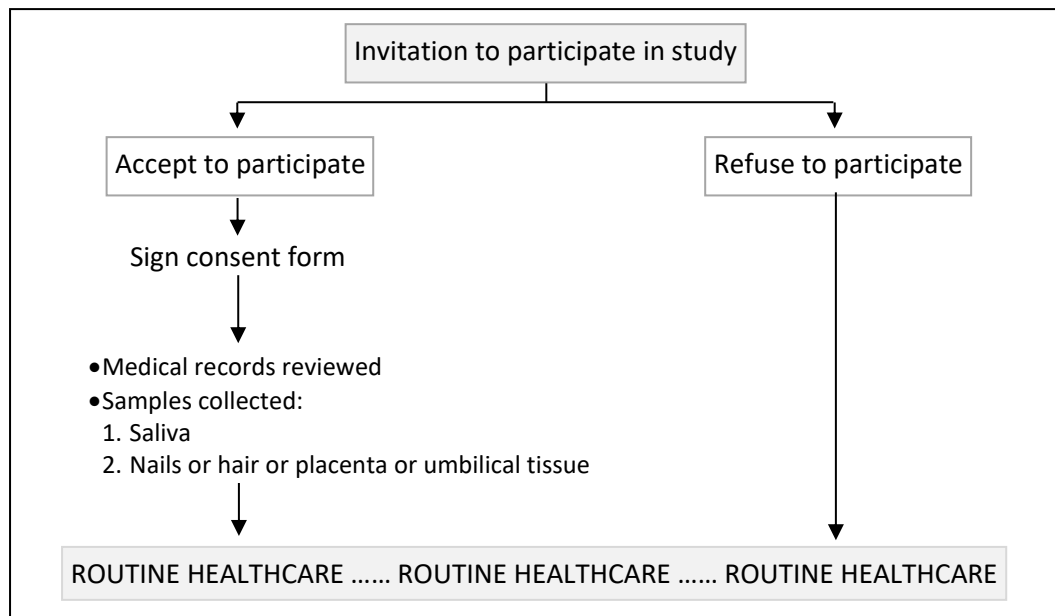 Invitation to participate in study
Accept to participate
Refuse to participate
Sign consent form
•Medical records reviewed
•Samples collected:
1. Saliva
2. Nails or hair or placenta or umbilical tissue
ROUTINE HEALTHCARE …… ROUTINE HEALTHCARE …… ROUTINE HEALTHCARE